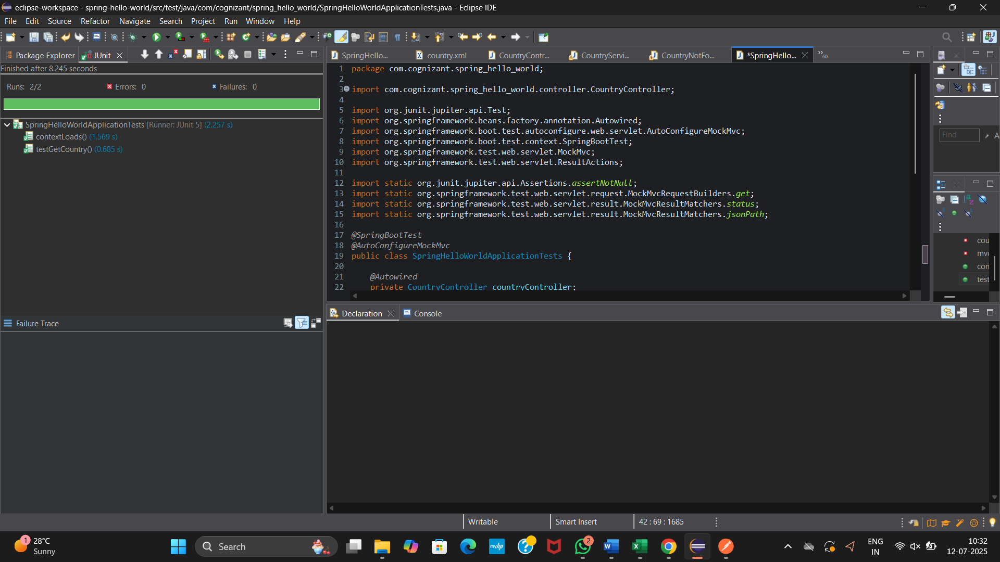 eclipse-workspace - spring-hello-world/src/test/java/com/cognizant/spring_hello_world/SpringHelloWorldApplicationTests.java - Eclipse IDE
File Edit Source Refactor Navigate Search Project Run Window Help
Package Explorer JUnit
Finished after 8.245 seconds
Runs: 2/2 Errors: 0 Failures: 0
SpringHelloWorldApplicationTests [Runner: JUnit 5] (2.257 s)
contextLoads() (1.569 s)
testGetCountry() (0.685 s)
Failure Trace
SpringHello... country.xml CountryContr... CountryServi... CountryNotFo... *SpringHello... 60
1 package com.cognizant.spring_hello_world;
2
3 import com.cognizant.spring_hello_world.controller.CountryController;
4
5 import org.junit.jupiter.api.Test;
6 import org.springframework.beans.factory.annotation.Autowired;
7 import org.springframework.boot.test.autoconfigure.web.servlet.AutoConfigureMockMvc;
8 import org.springframework.boot.test.context.SpringBootTest;
9 import org.springframework.test.web.servlet.MockMvc;
10 import org.springframework.test.web.servlet.ResultActions;
11
12 import static org.junit.jupiter.api.Assertions.assertNotNull;
13 import static org.springframework.test.web.servlet.request.MockMvcRequestBuilders.get;
14 import static org.springframework.test.web.servlet.result.MockMvcResultMatchers.status;
15 import static org.springframework.test.web.servlet.result.MockMvcResultMatchers.jsonPath;
16
17 @SpringBootTest
18 @AutoConfigureMockMvc
19 public class SpringHelloWorldApplicationTests {
20
21 @Autowired
22 private CountryController countryController;
Find A
cou
mvc
con
test
Declaration Console
Writable Smart Insert 42 : 69 : 1685
1 28°C
Sunny
Search
myhp
2
ENG
IN
10:32
12-07-2025